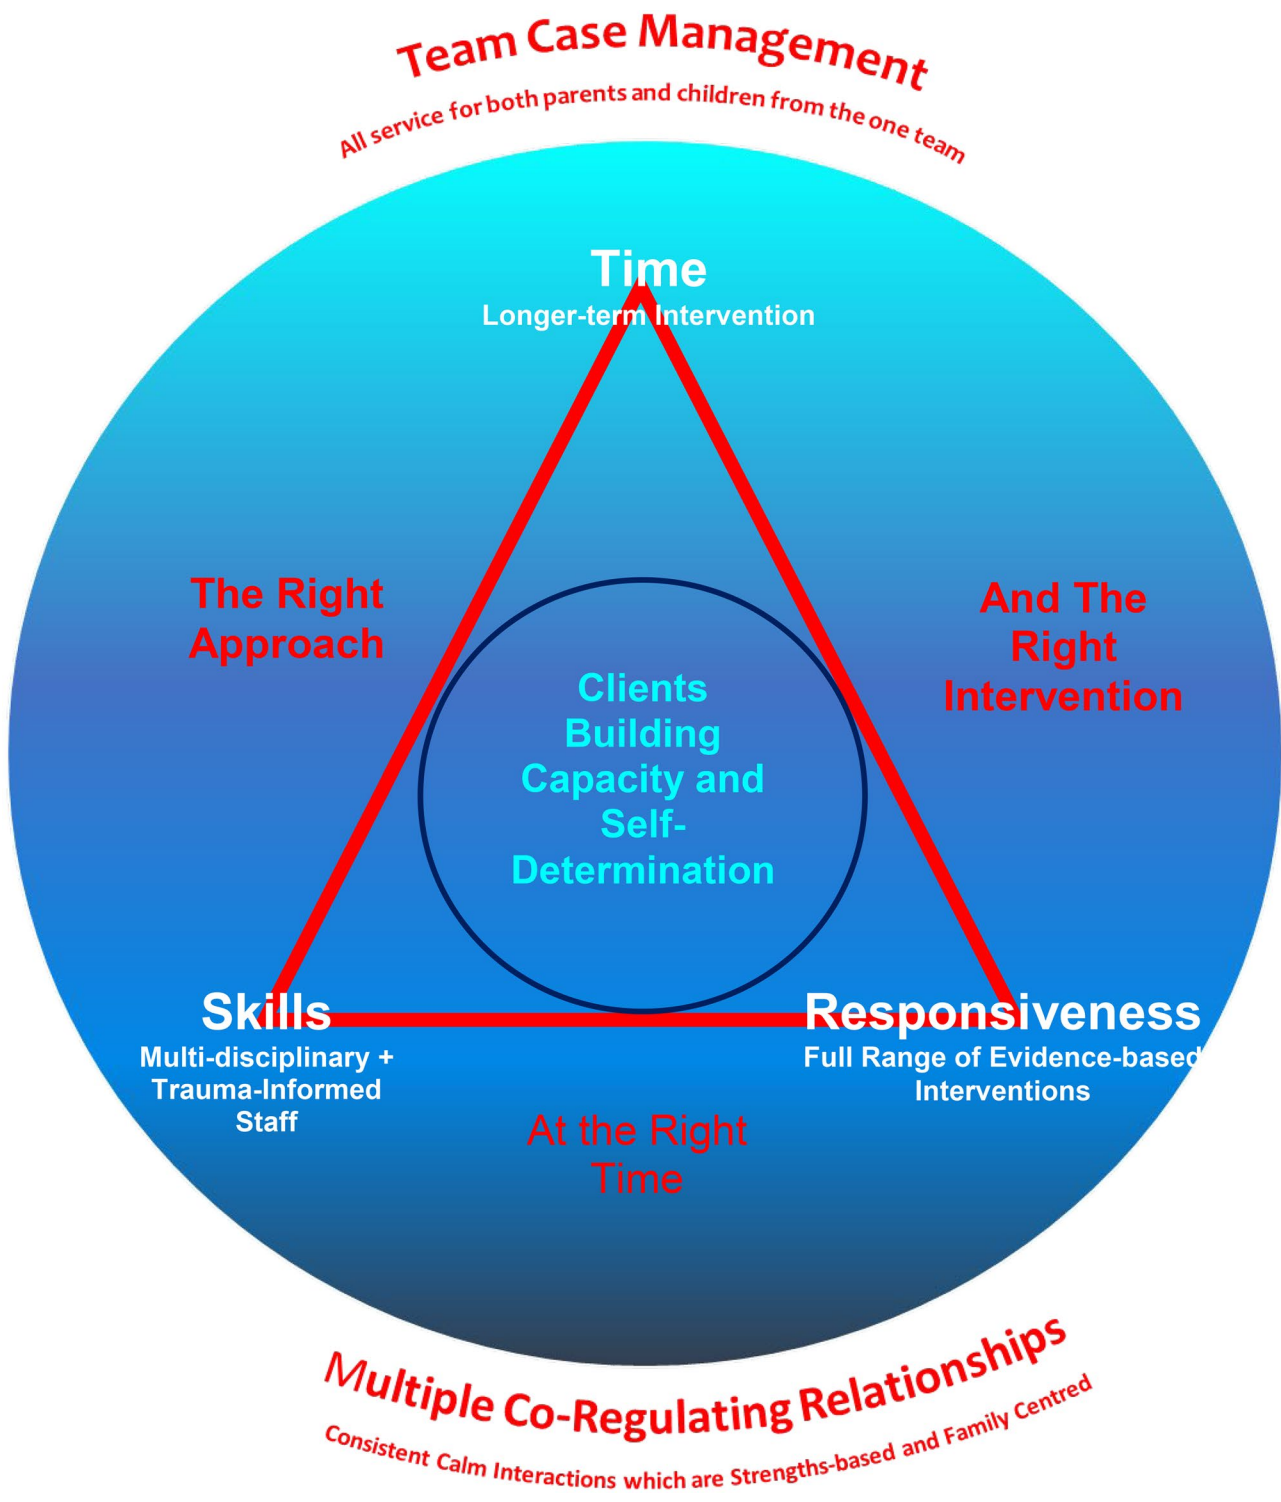 Team Case Management
All service for both parents and children from the one team
Time
Longer-term Intervention
The Right
Approach
And The
Right
Intervention
Clients
Building
Capacity and
Self-
Determination
Skills
Multi-disciplinary +
Trauma-Informed
Staff
Responsiveness
Full Range of Evidence-based
Interventions
At the Right
Time
Multiple Co-Regulating Relationships
Consistent Calm Interactions which are Strengths-based and Family Centred